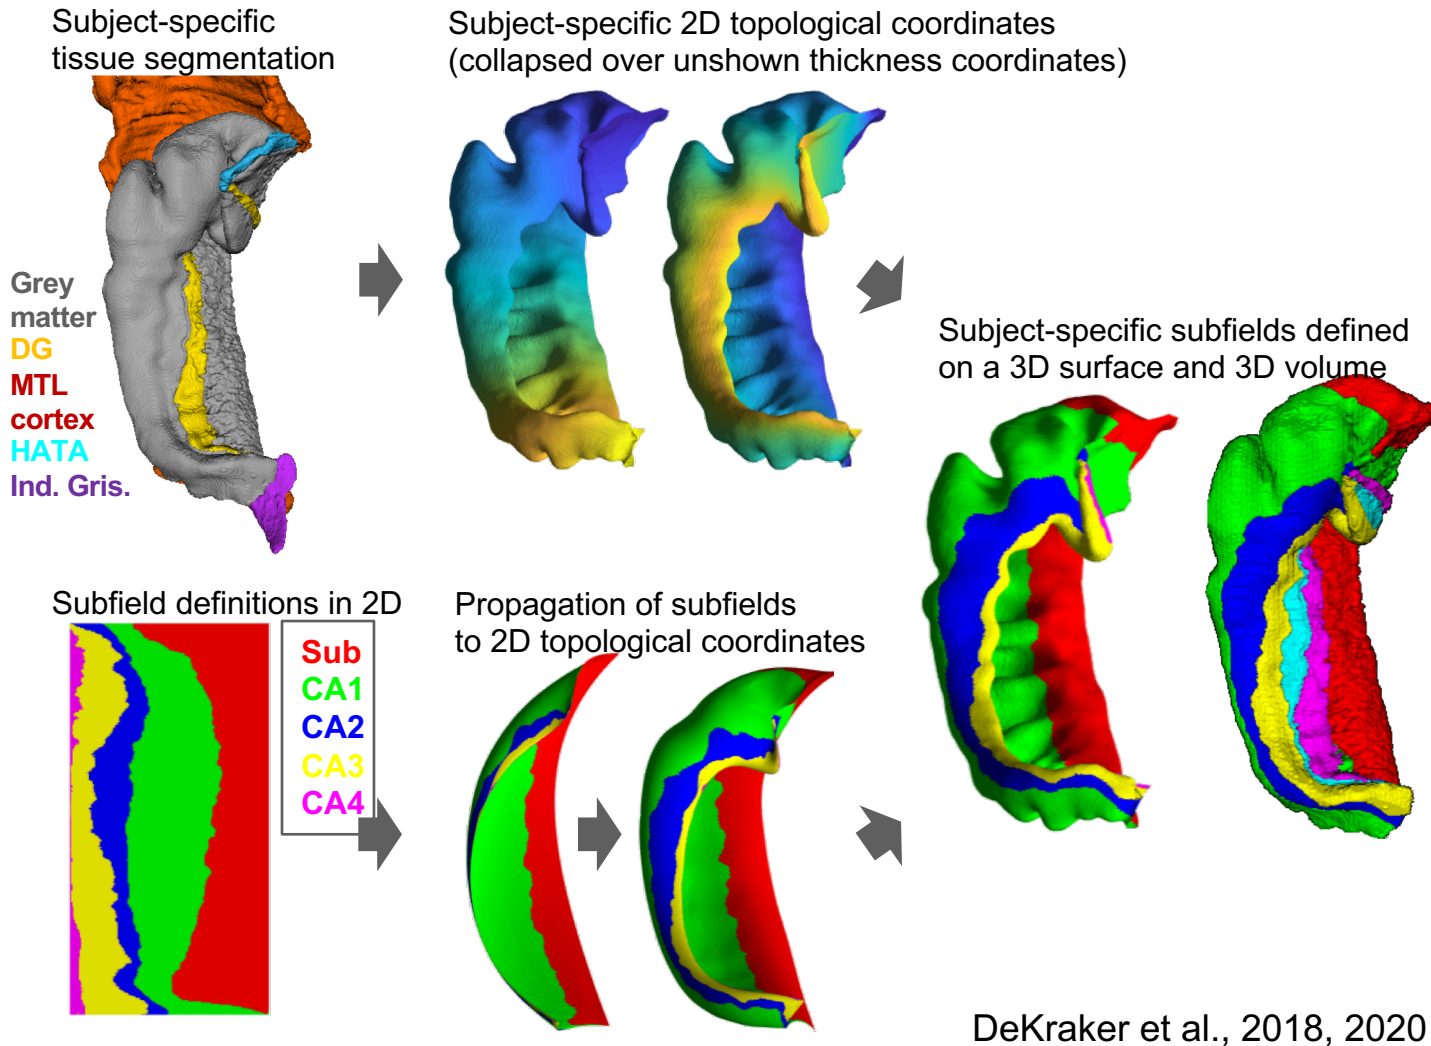 Subject-specific
tissue segmentation
Subject-specific 2D topological coordinates
(collapsed over unshown thickness coordinates)
Grey
matter
DG
MTL
cortex
HATA
Ind. Gris.
Subject-specific subfields defined
on a 3D surface and 3D volume
Subfield definitions in 2D
Sub
CA1
CA2
CA3
CA4
Propagation of subfields
to 2D topological coordinates
DeKraker et al., 2018, 2020